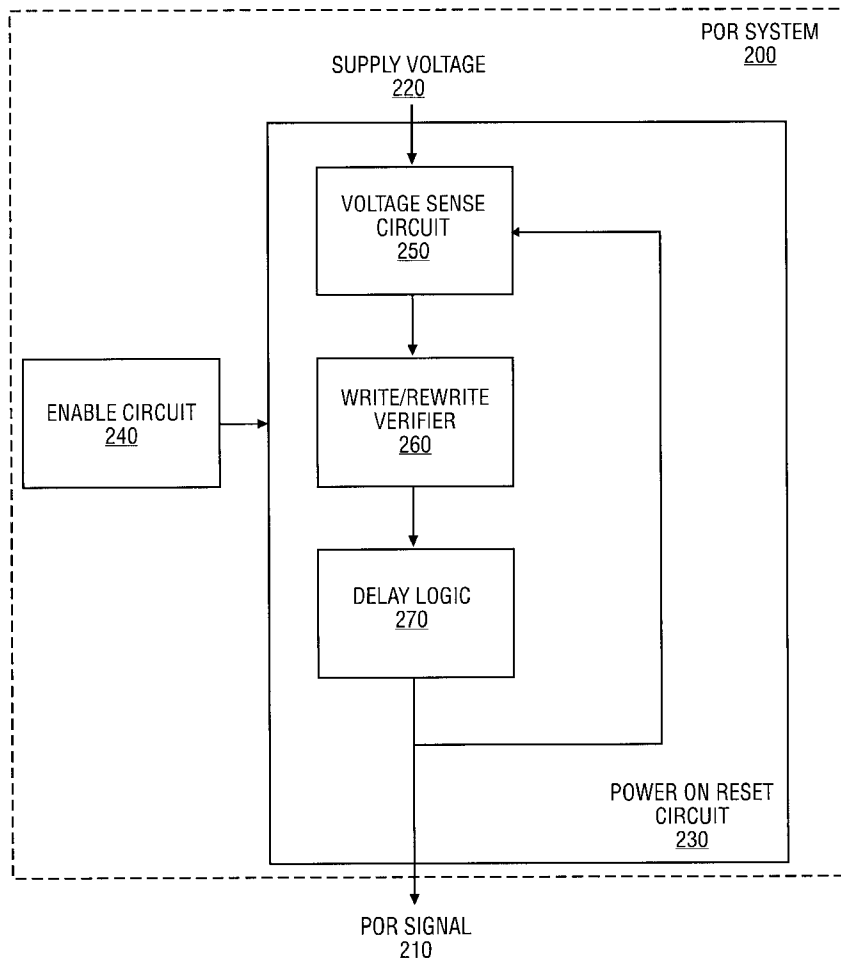 POR SYSTEM
200
SUPPLY VOLTAGE
220
VOLTAGE SENSE
CIRCUIT
250
ENABLE CIRCUIT
240
WRITE/REWRITE
VERIFIER
260
DELAY LOGIC
270
POWER ON RESET
CIRCUIT
230
POR SIGNAL
210